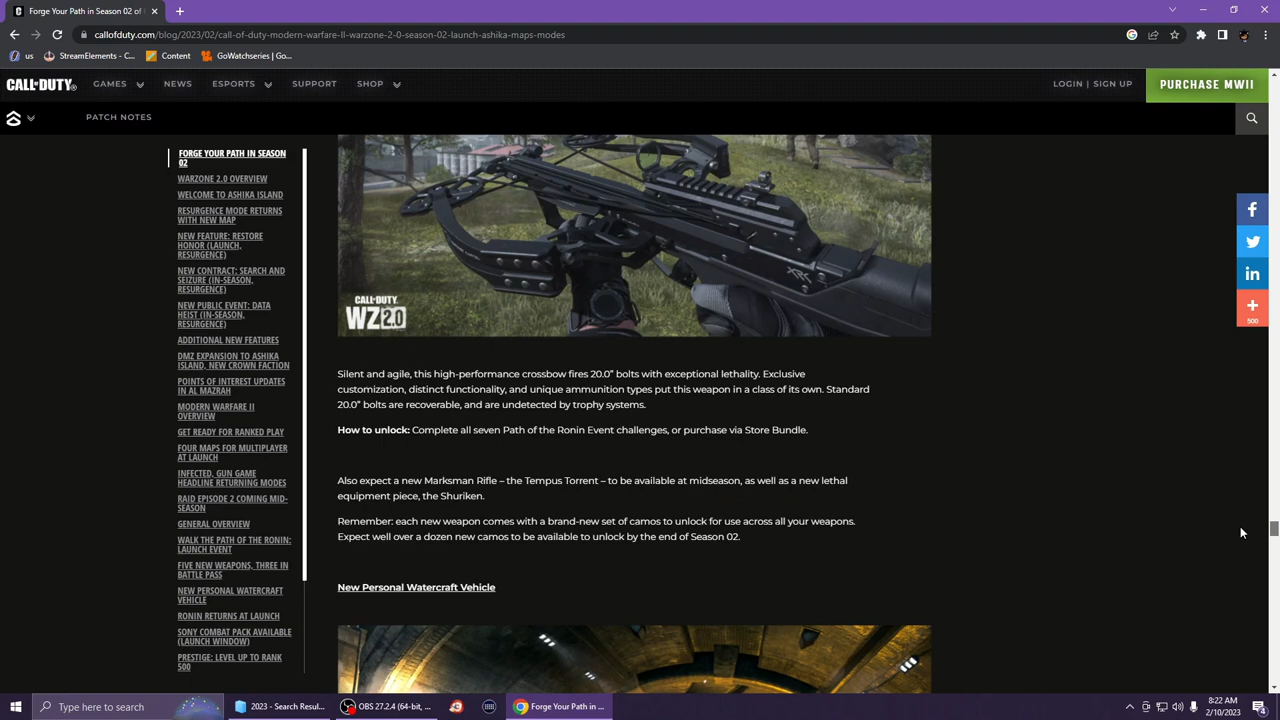 Forge Your Path in Season 02
callofduty.com/blog/2023/02/call-of-duty-modern-warfare-II-warzone-2-0-season-02-launch-ashika-maps-modes
us
SteamElements - C...
Content
GoWatchseries | Go...
CALL OF DUTY
GAMES
NEWS
ESPORTS
SUPPORT
SHOP
LOGIN | SIGN UP
PURCHASE MWII
PATCH NOTES
FORGE YOUR PATH IN SEASON
02
WARZONE 2.0 OVERVIEW
WELCOME TO ASHIKA ISLAND
RESURGENCE MODE RETURNS
WITH NEW MAP
NEW FEATURE: RESTORE
HONOR (LAUNCH,
RESURGENCE)
NEW CONTRACT: SEARCH AND
SEIZURE (IN-SEASON,
RESURGENCE)
NEW PUBLIC EVENT: DATA
HEIST (IN-SEASON,
RESURGENCE)
ADDITIONAL NEW FEATURES
DMZ EXPANSION TO ASHIKA
ISLAND, NEW CROWN FACTION
POINTS OF INTEREST UPDATES
IN AL MAZRAH
MODERN WARFARE II
OVERVIEW
GET READY FOR RANKED PLAY
FOUR MAPS FOR MULTIPLAYER
AT LAUNCH
INFECTED, GUN GAME
HEADLINE RETURNING MODES
RAID EPISODE 2 COMING MID-
SEASON
GENERAL OVERVIEW
WALK THE PATH OF THE RONIN:
LAUNCH EVENT
FIVE NEW WEAPONS, THREE IN
BATTLE PASS
NEW PERSONAL WATERCRAFT
VEHICLE
RONIN RETURNS AT LAUNCH
SONY COMBAT PACK AVAILABLE
(LAUNCH WINDOW)
PRESTIGE: LEVEL UP TO RANK
500
CALL OF DUTY
WZ 2.0
Silent and agile, this high-performance crossbow fires 20.0” bolts with exceptional lethality. Exclusive
customization, distinct functionality, and unique ammunition types put this weapon in a class of its own. Standard
20.0” bolts are recoverable, and are undetected by trophy systems.
How to unlock: Complete all seven Path of the Ronin Event challenges, or purchase via Store Bundle.
Also expect a new Marksman Rifle – the Tempus Torrent – to be available at midseason, as well as a new lethal
equipment piece, the Shuriken.
Remember: each new weapon comes with a brand-new set of camos to unlock for use across all your weapons.
Expect well over a dozen new camos to be available to unlock by the end of Season 02.
New Personal Watercraft Vehicle
500
Type here to search
2023 - Search Resul...
OBS 27.2.4 (64-bit, ...
Forge Your Path in ...
8:22 AM
2/10/2023
4